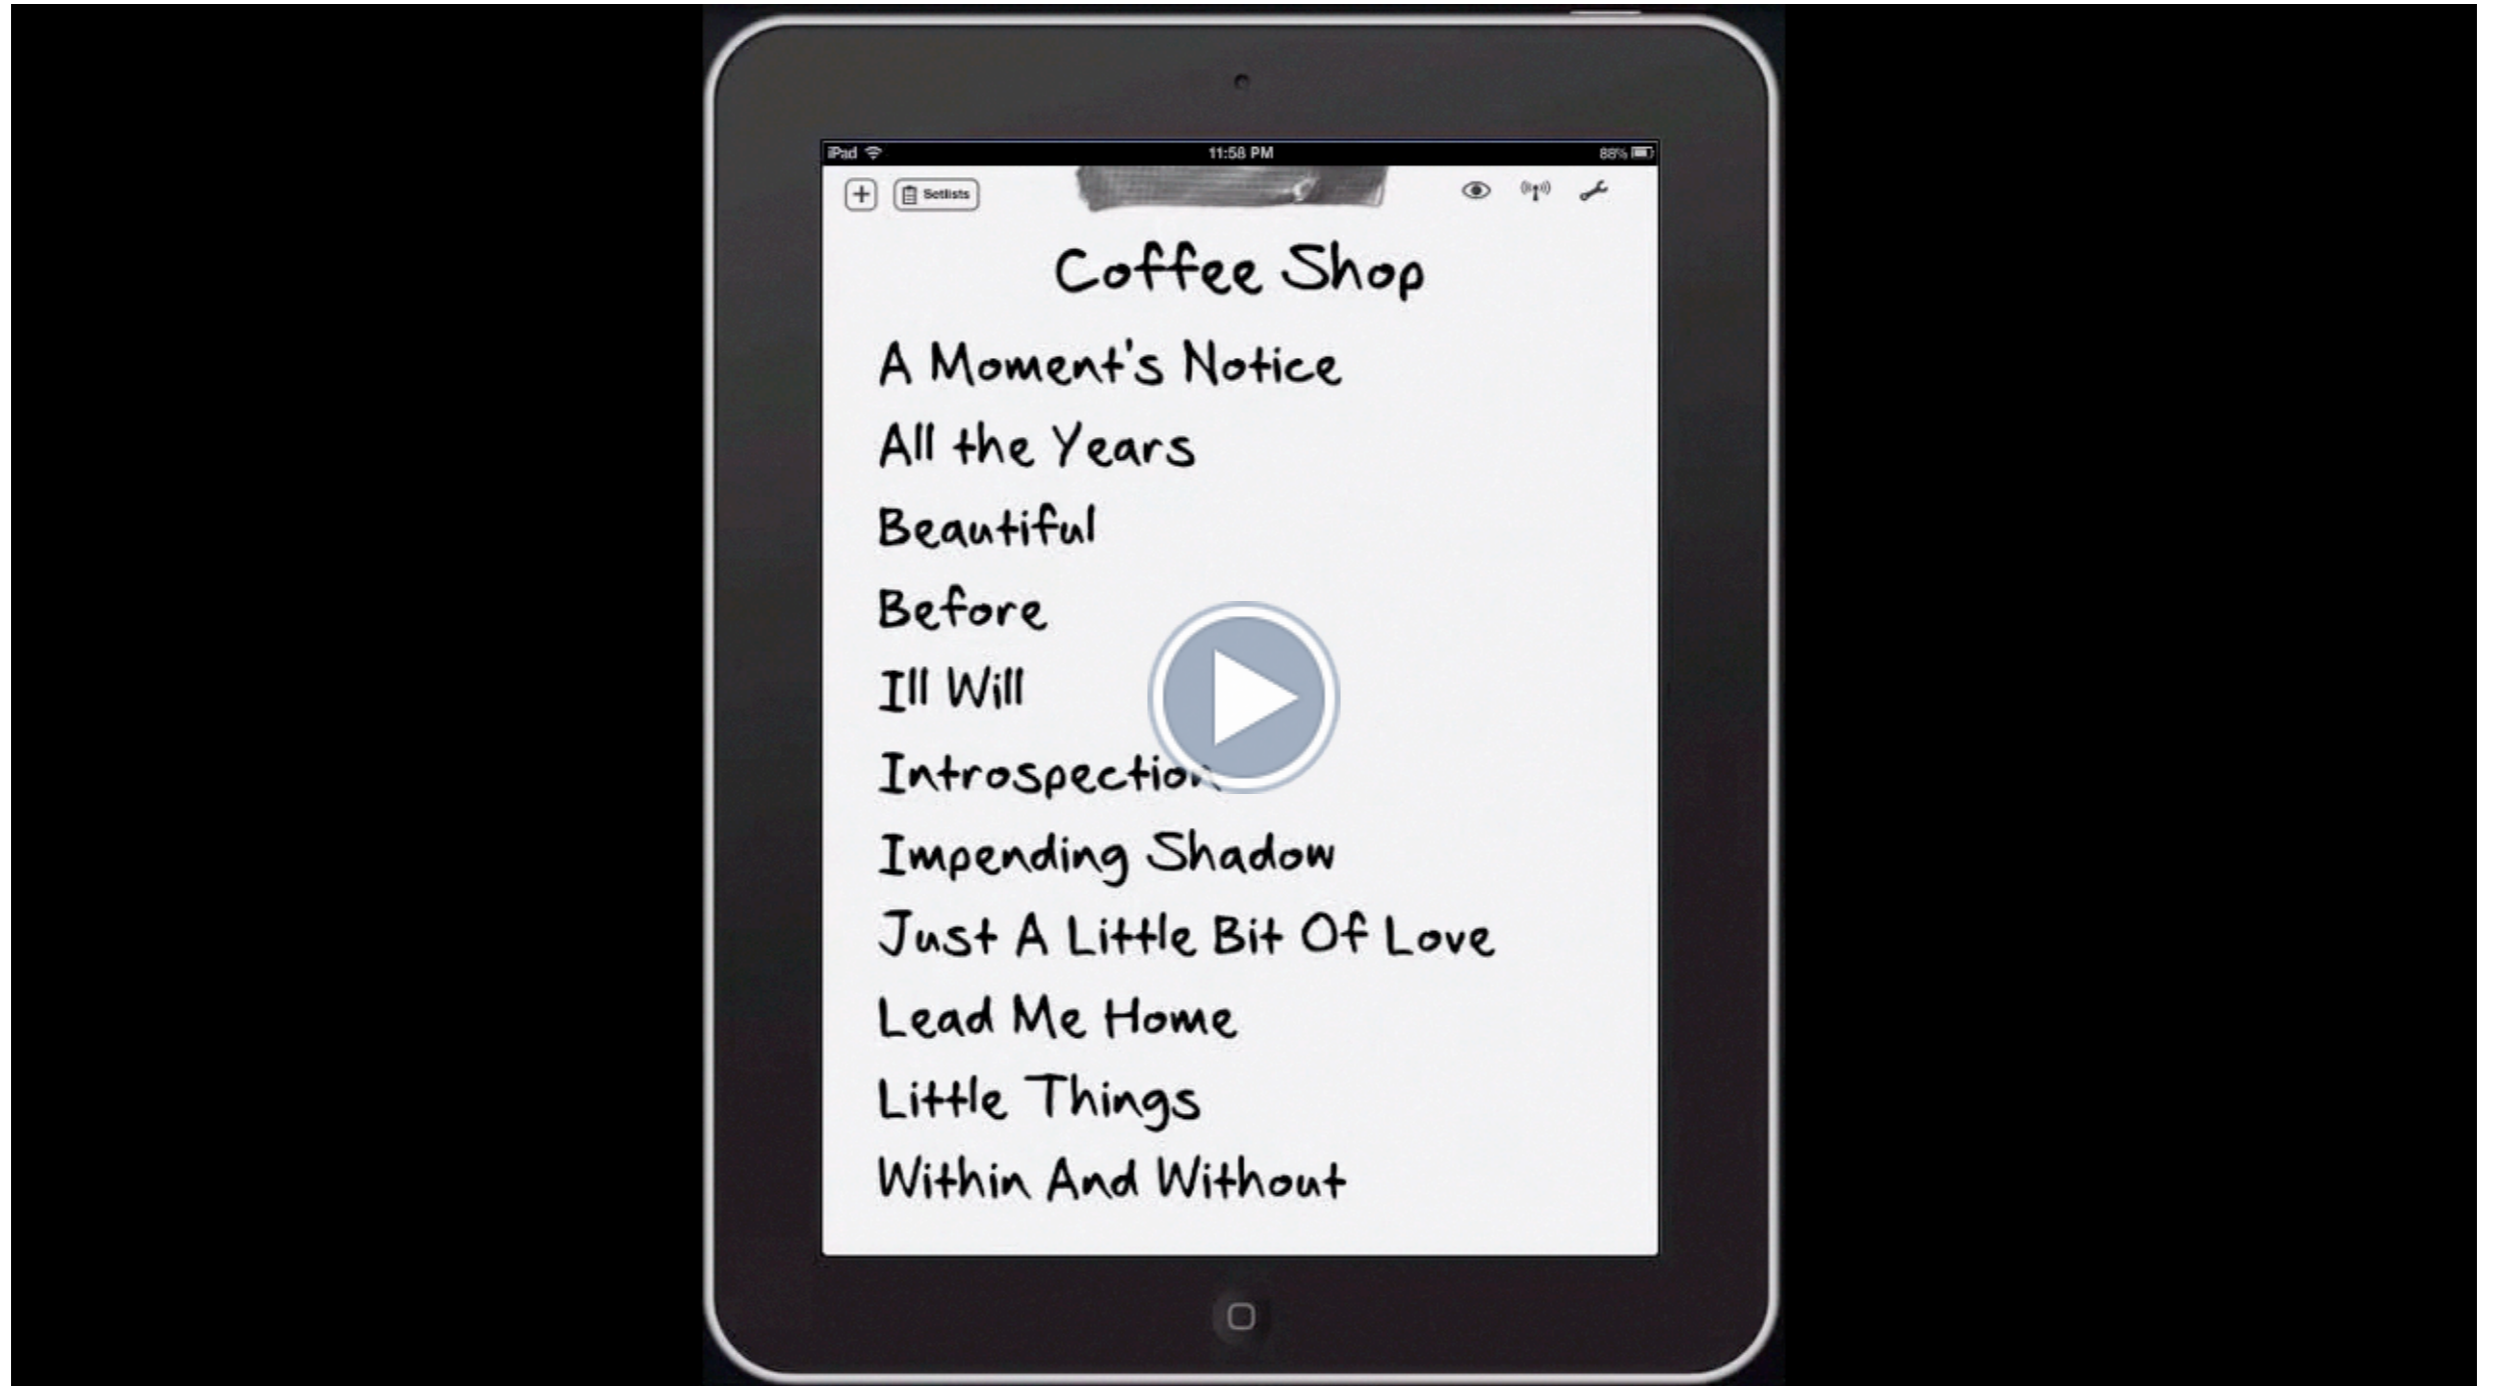 iPad 11:58 PM 88%
Setlists
Coffee Shop
A Moment's Notice
All the Years
Beautiful
Before
Ill Will
Introspection
Impending Shadow
Just A Little Bit Of Love
Lead Me Home
Little Things
Within And Without